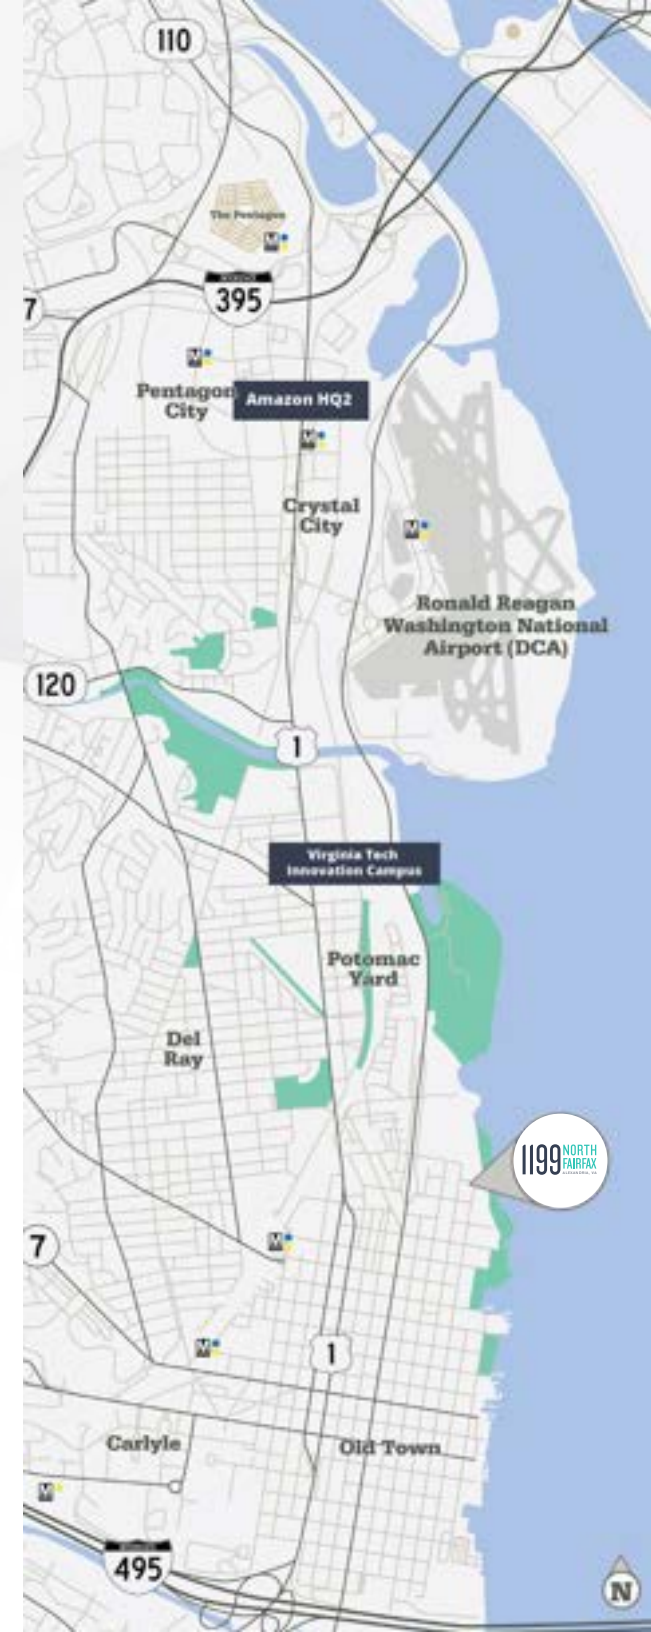 110
The Pentagon
M
395
7
M
Pentagon
City
Amazon HQ2
M
Crystal
City
M
Ronald Reagan
Washington National
Airport (DCA)
120
1
Virginia Tech
Innovation Campus
Potomac
Yard
Del
Ray
1199 NORTH
FAIRFAX
7
M
M
1
Carlyle
Old Town
M
495
N